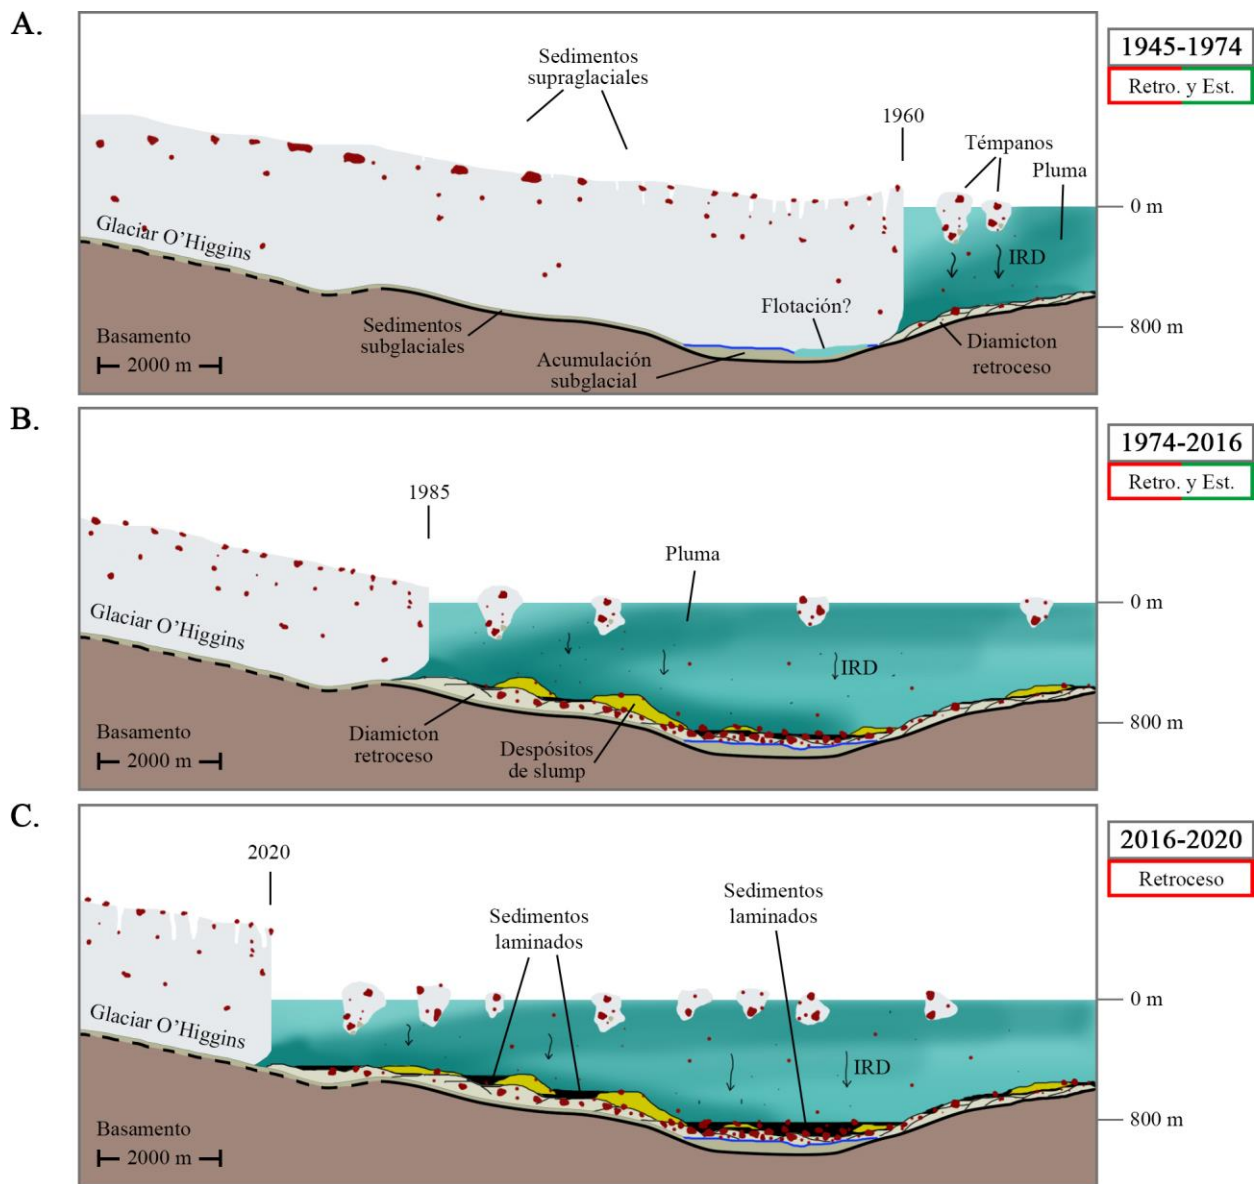 A.
1945-1974
Retro. y Est.
Sedimentos
supraglaciales
1960
Témpanos
Pluma
0 m
Glaciar O'Higgins
IRD
Flotación?
Basamento
2000 m
Sedimentos
subglaciales
Acumulación
subglacial
Diamicton
retroceso
800 m
B.
1974-2016
Retro. y Est.
1985
Pluma
0 m
Glaciar O'Higgins
IRD
Basamento
2000 m
Diamicton
retroceso
Despósitos
de slump
800 m
C.
2016-2020
Retroceso
2020
Sedimentos
laminados
Sedimentos
laminados
0 m
Glaciar O'Higgins
IRD
Basamento
2000 m
800 m